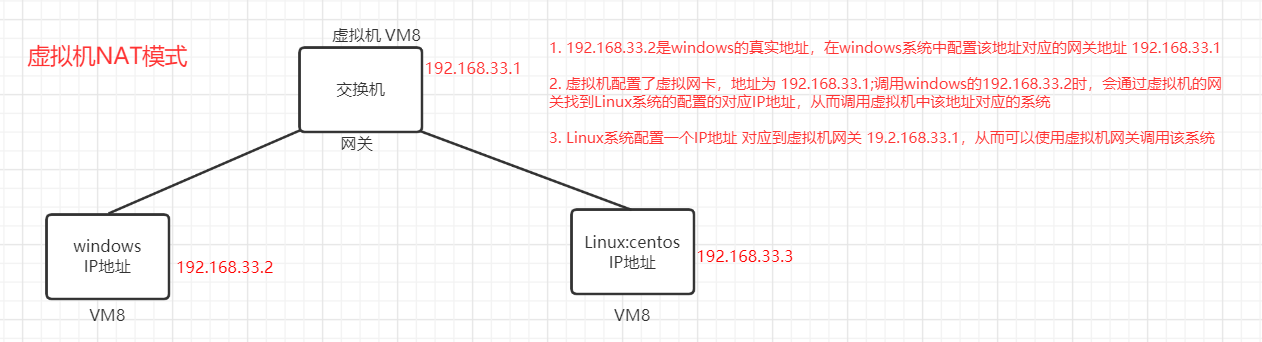 虚拟机NAT模式
虚拟机 VM8
交换机
192.168.33.1
网关
1. 192.168.33.2是windows的真实地址，在windows系统中配置该地址对应的网关地址 192.168.33.1
2. 虚拟机配置了虚拟网卡，地址为 192.168.33.1;调用windows的192.168.33.2时，会通过虚拟机的网
关找到Linux系统的配置的对应IP地址，从而调用虚拟机中该地址对应的系统
3. Linux系统配置一个IP地址 对应到虚拟机网关 19.2.168.33.1，从而可以使用虚拟机网关调用该系统
windows
IP地址
192.168.33.2
VM8
Linux:centos
IP地址
192.168.33.3
VM8